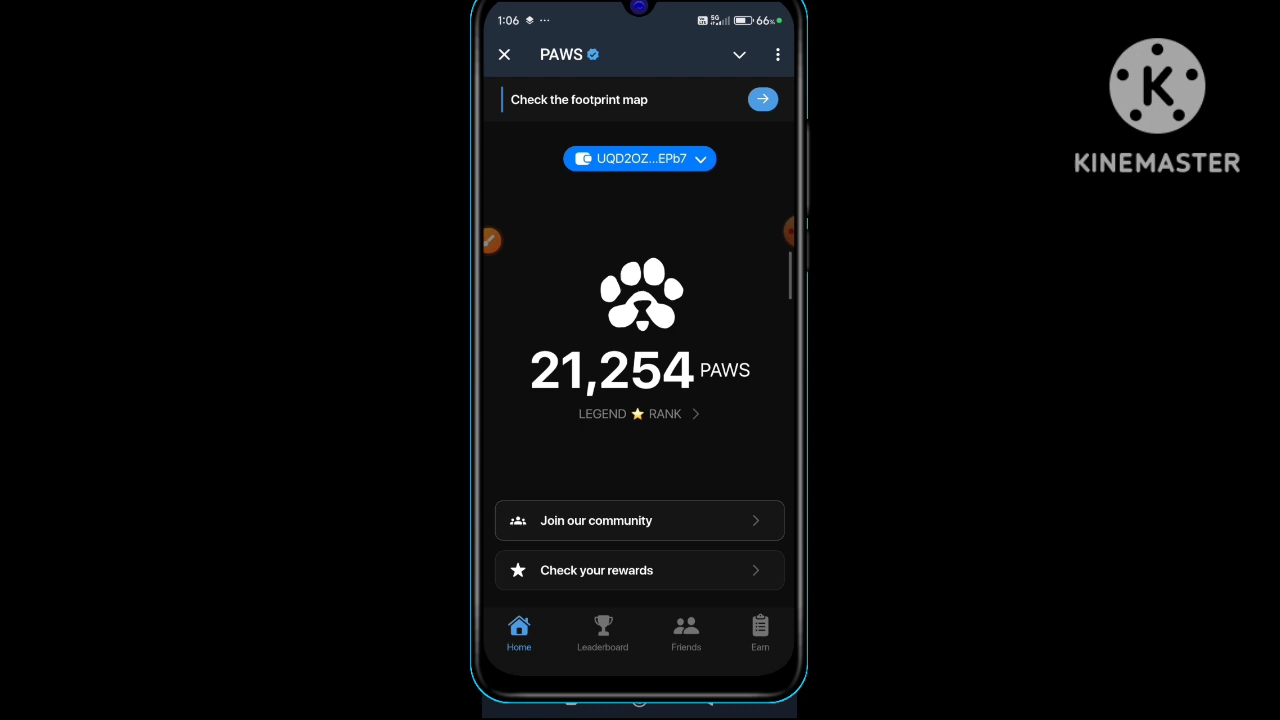 1:06 ... 5G 66%
PAWS
Check the footprint map
UQD2OZ...EPb7
21,254 PAWS
LEGEND ⭐ RANK
Join our community
Check your rewards
Home Leaderboard Friends Earn
K
KINEMASTER